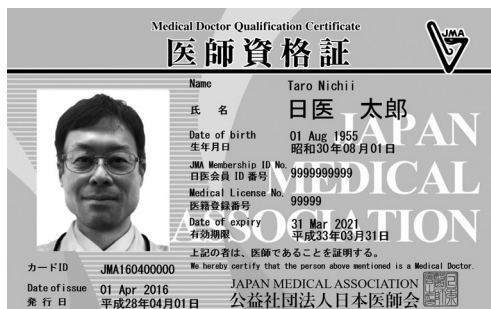 Medical Doctor Qualification Certificate
医師資格証
JMA
Name Taro Nichii
氏 名 日医 太郎
Date of birth 01 Aug 1955
生年月日 昭和30年08月01日
JMA Membership ID No.
日医会員 ID 番号 9999999999
Medical License No.
医籍登録番号 99999
Date of expiry 31 Mar 2021
有効期限 平成33年03月31日
JAPAN
MEDICAL
ASSOCIATION
上記の者は、医師であることを証明する。
We hereby certify that the person above mentioned is a Medical Doctor.
カードID JMA160400000
Date of issue 01 Apr 2016
発行日 平成28年04月01日
JAPAN MEDICAL ASSOCIATION
公益社団法人日本医師会